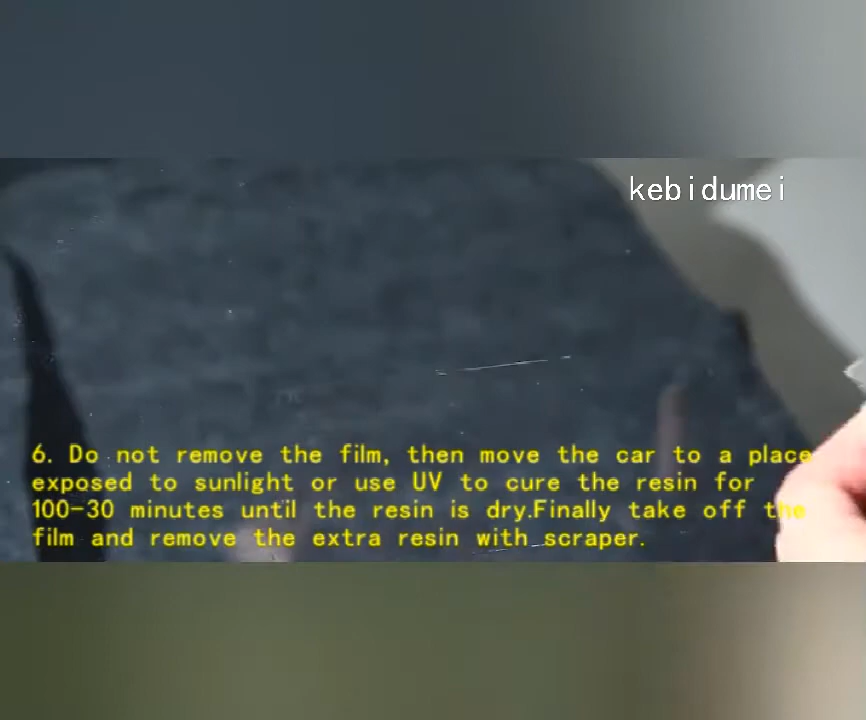 kebidumei
6. Do not remove the film, then move the car to a place
exposed to sunlight or use UV to cure the resin for
100-30 minutes until the resin is dry.Finally take off the
film and remove the extra resin with scraper.